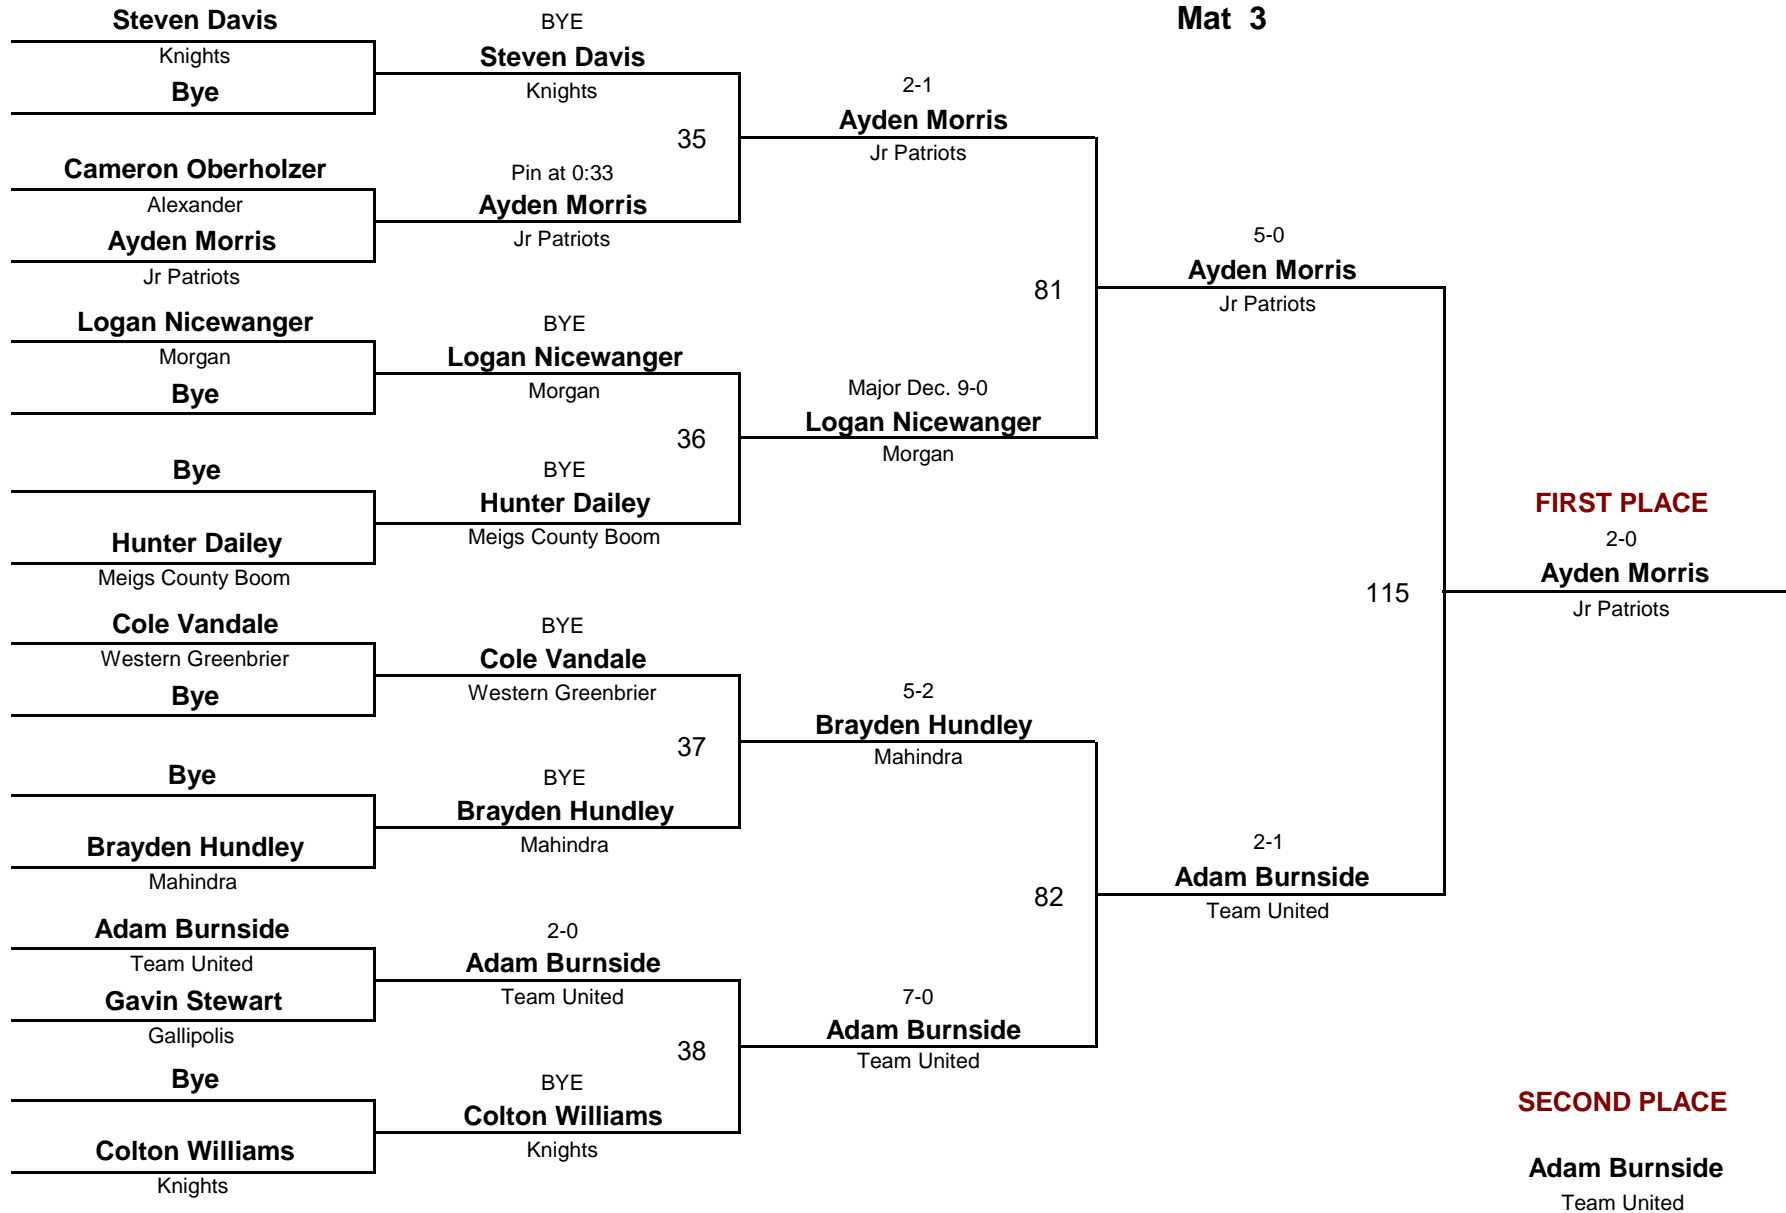 Mat 3
Steven Davis
Knights
Bye
Cameron Oberholzer
Alexander
Ayden Morris
Jr Patriots
Logan Nicewanger
Morgan
Bye
Bye
Hunter Dailey
Meigs County Boom
Cole Vandale
Western Greenbrier
Bye
Bye
Brayden Hundley
Mahindra
Adam Burnside
Team United
Gavin Stewart
Gallipolis
Bye
Colton Williams
Knights
BYE
Steven Davis
Knights
35
Pin at 0:33
Ayden Morris
Jr Patriots
BYE
Logan Nicewanger
Morgan
36
BYE
Hunter Dailey
Meigs County Boom
BYE
Cole Vandale
Western Greenbrier
37
BYE
Brayden Hundley
Mahindra
2-0
Adam Burnside
Team United
38
BYE
Colton Williams
Knights
2-1
Ayden Morris
Jr Patriots
81
Major Dec. 9-0
Logan Nicewanger
Morgan
5-2
Brayden Hundley
Mahindra
82
7-0
Adam Burnside
Team United
5-0
Ayden Morris
Jr Patriots
115
2-1
Adam Burnside
Team United
FIRST PLACE
2-0
Ayden Morris
Jr Patriots
SECOND PLACE
Adam Burnside
Team United